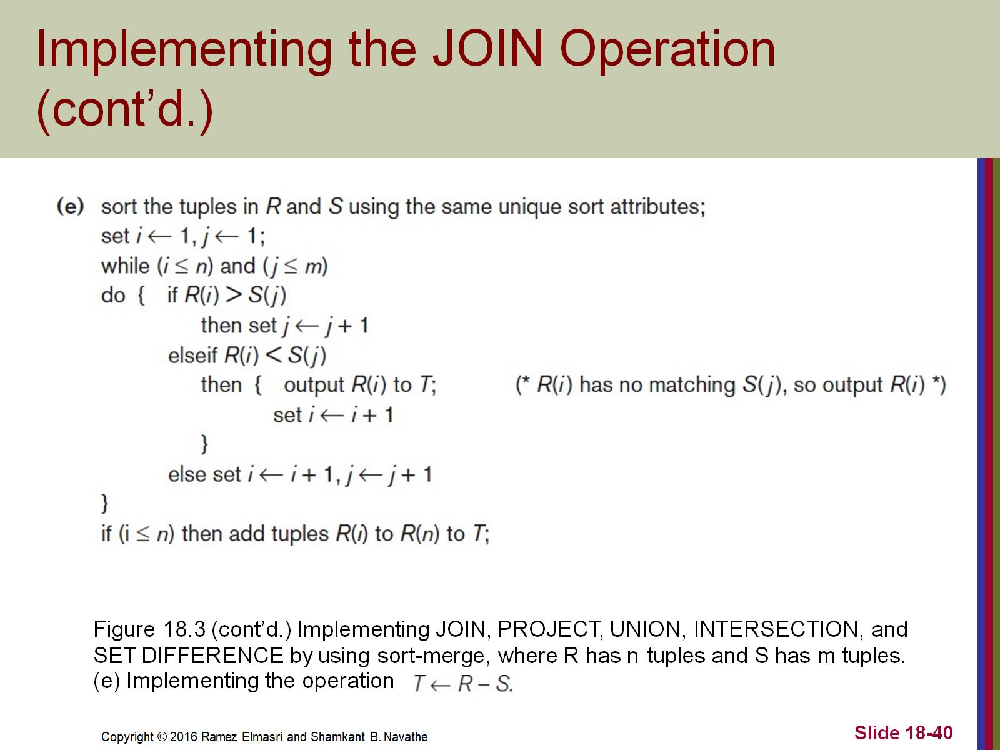 Implementing the JOIN Operation
(cont’d.)
(e) sort the tuples in R and S using the same unique sort attributes;
set i ← 1, j ← 1;
while (i ≤ n) and (j ≤ m)
do { if R(i) > S(j)
then set j ← j + 1
elseif R(i) < S(j)
then { output R(i) to T; (* R(i) has no matching S(j), so output R(i) *)
set i ← i + 1
}
else set i ← i + 1, j ← j + 1
}
if (i ≤ n) then add tuples R(i) to R(n) to T;
Figure 18.3 (cont’d.) Implementing JOIN, PROJECT, UNION, INTERSECTION, and
SET DIFFERENCE by using sort-merge, where R has n tuples and S has m tuples.
(e) Implementing the operation T ← R – S.
Copyright © 2016 Ramez Elmasri and Shamkant B. Navathe
Slide 18-40